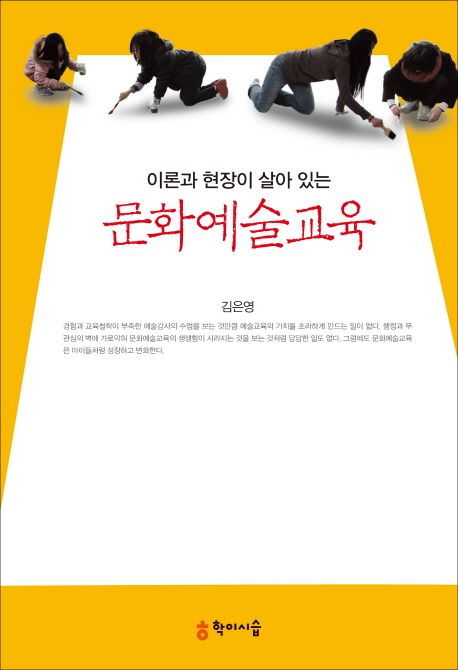 이론과 현장이 살아 있는
문화예술교육
김은영
경험과 교육철학이 부족한 예술강사의 수업을 보는 것만큼 예술교육의 가치를 초라하게 만드는 일이 없다. 행정과 무
관심의 벽에 가로막혀 문화예술교육의 생생함이 사라지는 것을 보는 것처럼 답답한 일도 없다. 그럼에도 문화예술교육
은 아이들처럼 성장하고 변화한다.
학이시습